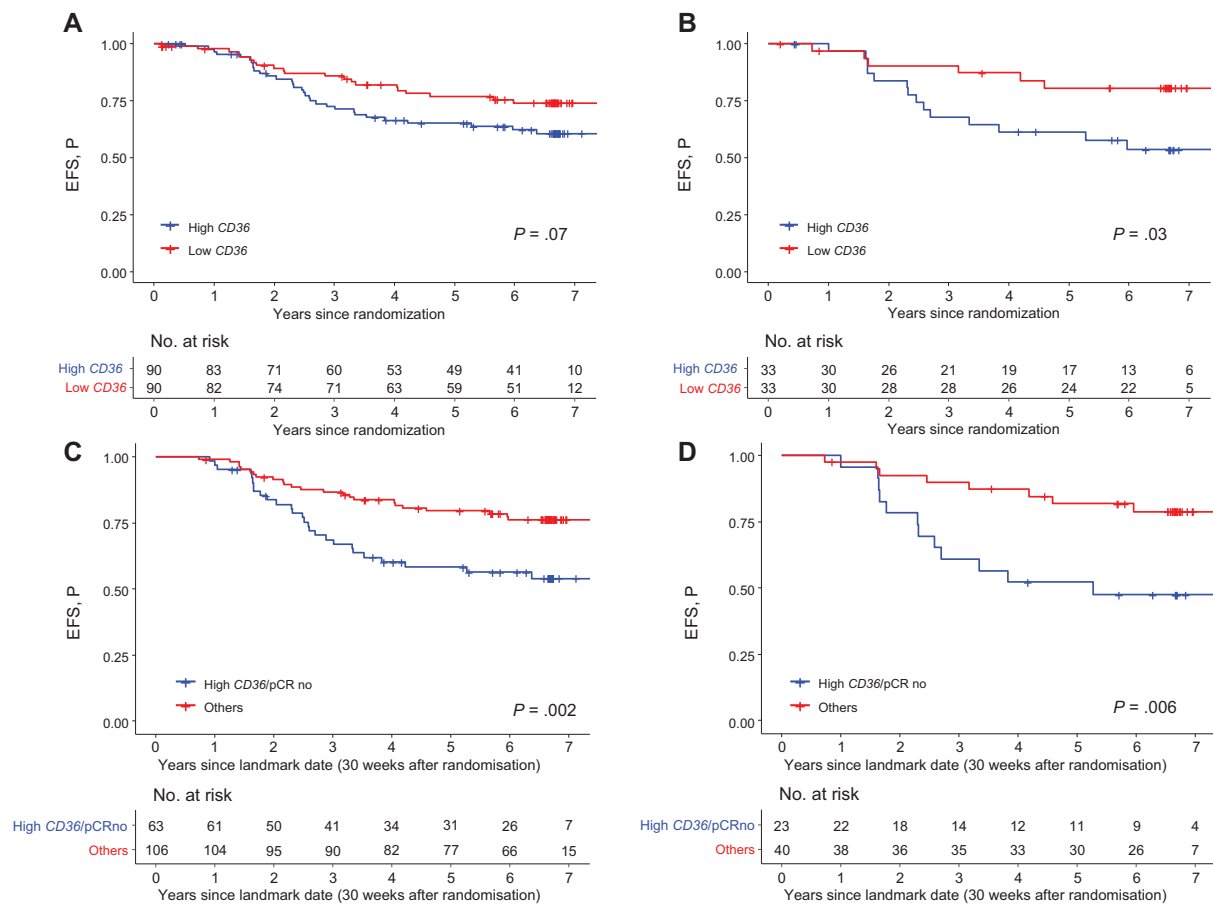 A
1.00
0.75
0.50
0.25
0.00
EFS, P
High CD36
Low CD36
P = .07
0 1 2 3 4 5 6 7
Years since randomization
No. at risk
High CD36 90 83 71 60 53 49 41 10
Low CD36 90 82 74 71 63 59 51 12
0 1 2 3 4 5 6 7
Years since randomization
B
1.00
0.75
0.50
0.25
0.00
EFS, P
High CD36
Low CD36
P = .03
0 1 2 3 4 5 6 7
Years since randomization
No. at risk
High CD36 33 30 26 21 19 17 13 6
Low CD36 33 30 28 28 26 24 22 5
0 1 2 3 4 5 6 7
Years since randomization
C
1.00
0.75
0.50
0.25
0.00
EFS, P
High CD36/pCR no
Others
P = .002
0 1 2 3 4 5 6 7
Years since landmark date (30 weeks after randomisation)
No. at risk
High CD36/pCRno 63 61 50 41 34 31 26 7
Others 106 104 95 90 82 77 66 15
0 1 2 3 4 5 6 7
Years since landmark date (30 weeks after randomisation)
D
1.00
0.75
0.50
0.25
0.00
EFS, P
High CD36/pCR no
Others
P = .006
0 1 2 3 4 5 6 7
Years since landmark date (30 weeks after randomisation)
No. at risk
High CD36/pCRno 23 22 18 14 12 11 9 4
Others 40 38 36 35 33 30 26 7
0 1 2 3 4 5 6 7
Years since landmark date (30 weeks after randomisation)